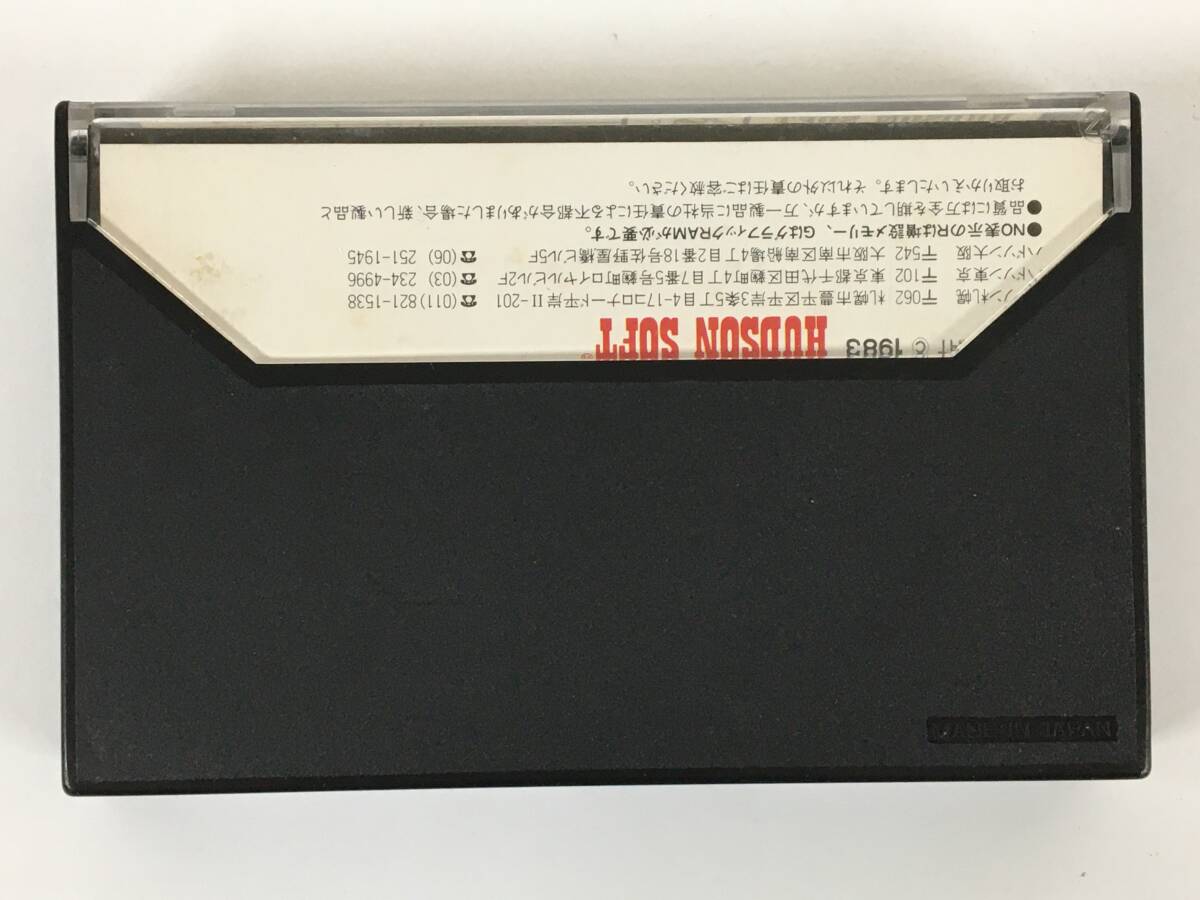 © 1983 HUDSON SOFT®
ン札幌 〒062 札幌市豊平区平岸3条5丁目4-17コロナード平岸II-201 ☎(011)821-1538
ドソン東京 〒102 東京都千代田区麹町4丁目7番5号麹町ロイヤルビル2F ☎(03) 234-4996
ハドソン大阪 〒542 大阪市南区南船場4丁目2番18号佐野屋橋ビル5F ☎(06) 251-1945
●NO表示のRは増設メモリー、GはグラフィックRAMが必要です。
●品質には万全を期していますが、万一製品に当社の責任による不都合がありました場合、新しい製品と
お取りかえいたします。それ以外の責任はご容赦ください。
MADE IN JAPAN